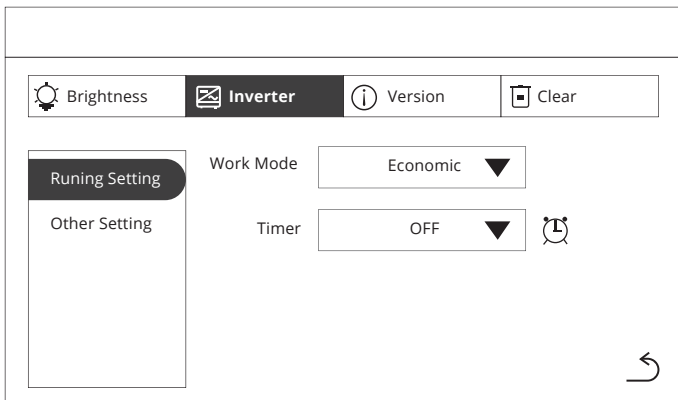 Brightness
Inverter
Version
Clear
Runing Setting
Other Setting
Work Mode
Economic
Timer
OFF